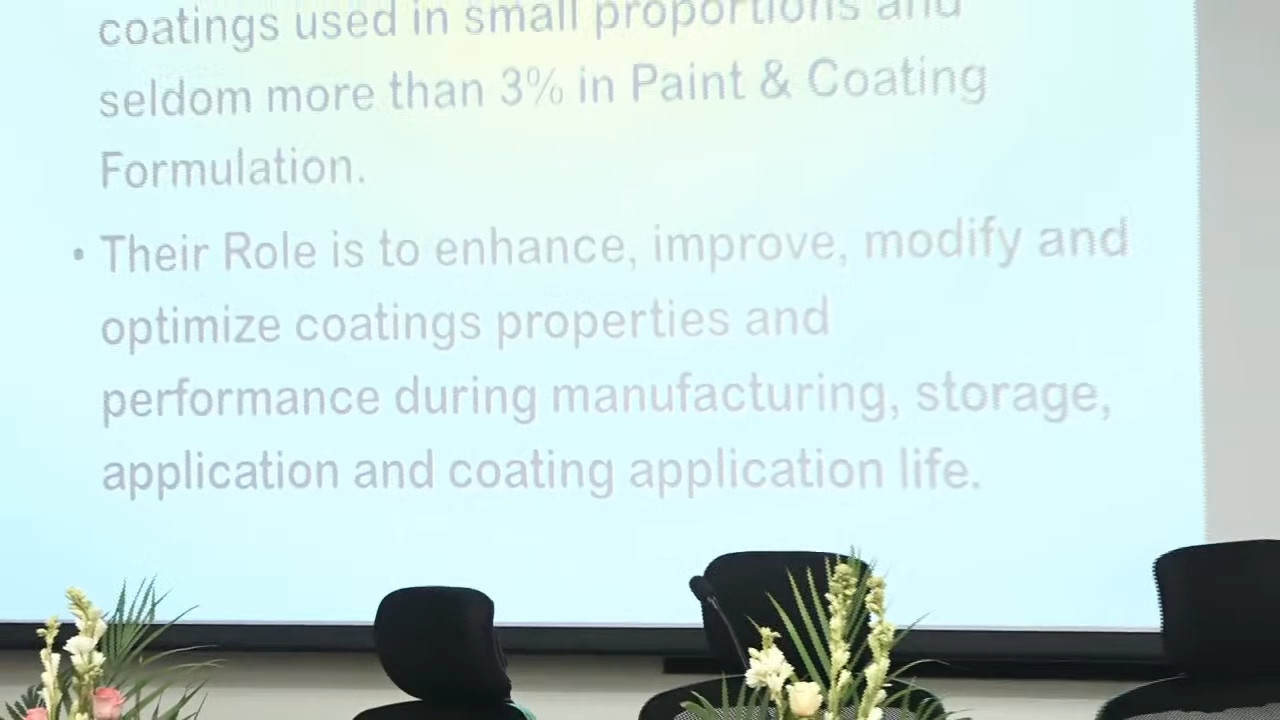 coatings used in small proportions and
seldom more than 3% in Paint & Coating
Formulation.
• Their Role is to enhance, improve, modify and
optimize coatings properties and
performance during manufacturing, storage,
application and coating application life.